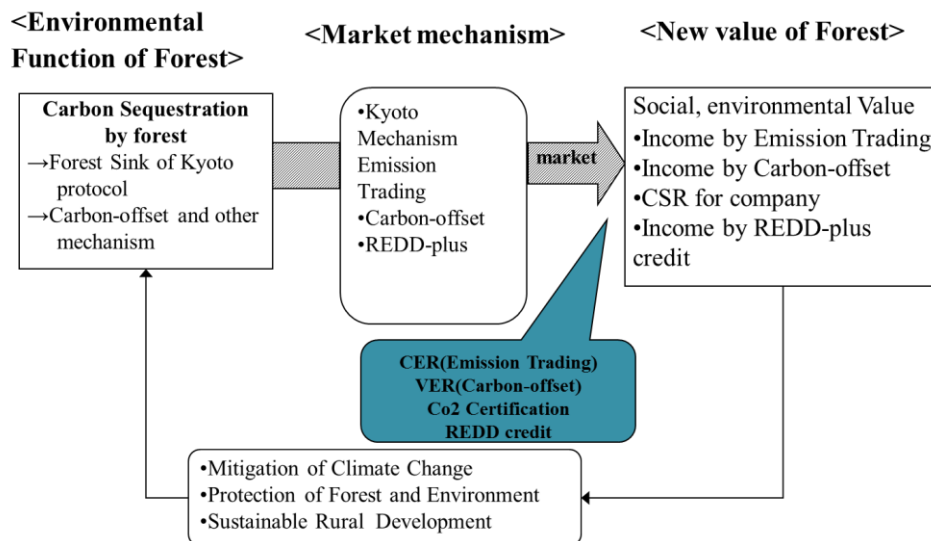 <Environmental
Function of Forest>
<Market mechanism>
<New value of Forest>
Carbon Sequestration
by forest
→Forest Sink of Kyoto
protocol
→Carbon-offset and other
mechanism
•Kyoto
Mechanism
Emission
Trading
•Carbon-offset
•REDD-plus
market
Social, environmental Value
•Income by Emission Trading
•Income by Carbon-offset
•CSR for company
•Income by REDD-plus
credit
CER(Emission Trading)
VER(Carbon-offset)
Co2 Certification
REDD credit
•Mitigation of Climate Change
•Protection of Forest and Environment
•Sustainable Rural Development